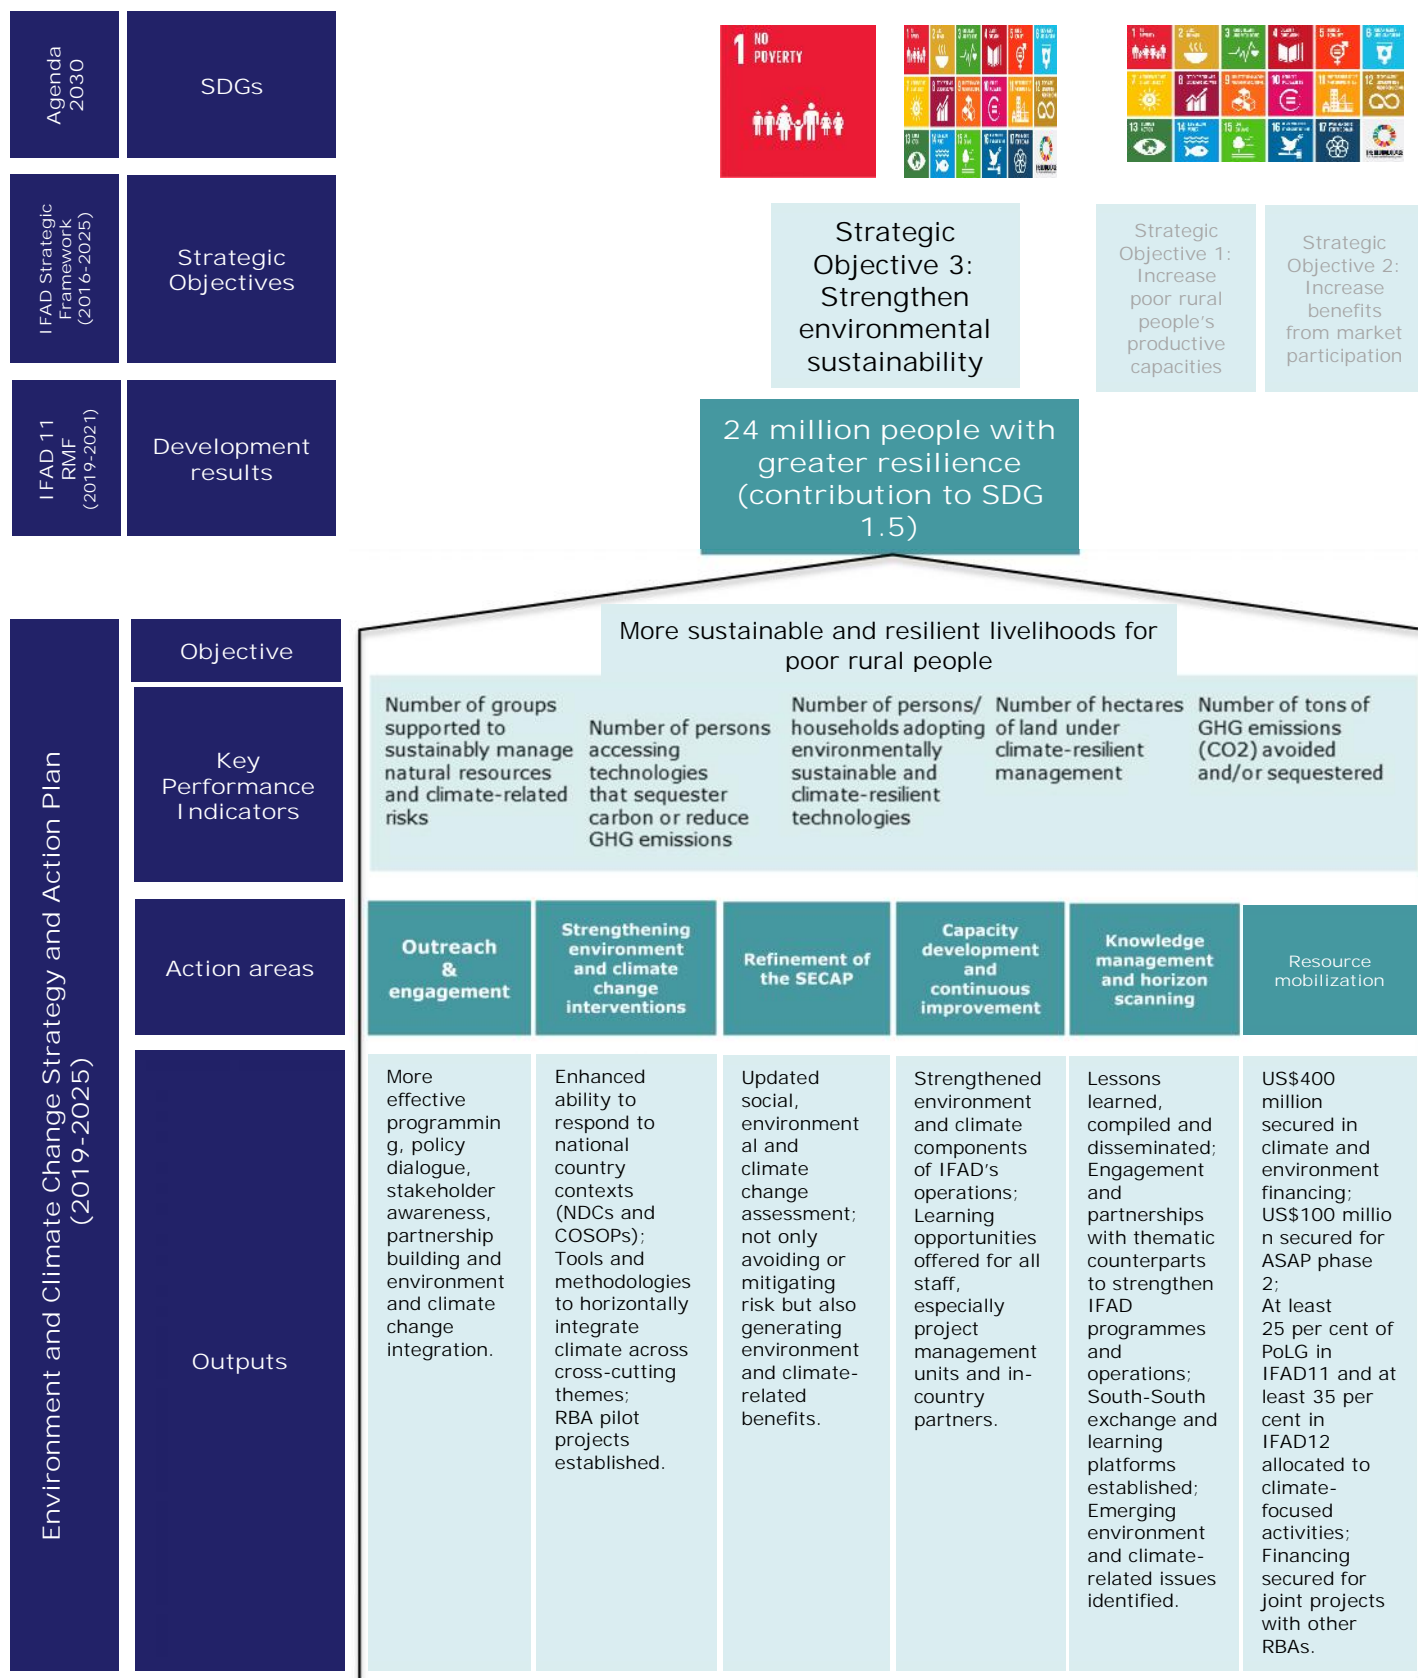 Agenda
2030
SDGs
1 NO
POVERTY
IFAD Strategic
Framework
(2016-2025)
Strategic
Objectives
Strategic
Objective 3:
Strengthen
environmental
sustainability
Strategic
Objective 1:
Increase
poor rural
people's
productive
capacities
Strategic
Objective 2:
Increase
benefits
from market
participation
IFAD 11
RMF
(2019-2021)
Development
results
24 million people with
greater resilience
(contribution to SDG
1.5)
Environment and Climate Change Strategy and Action Plan
(2019-2025)
Objective
More sustainable and resilient livelihoods for
poor rural people
Key
Performance
Indicators
Number of groups
supported to
sustainably manage
natural resources
and climate-related
risks
Number of persons
accessing
technologies
that sequester
carbon or reduce
GHG emissions
Number of persons/
households adopting
environmentally
sustainable and
climate-resilient
technologies
Number of hectares
of land under
climate-resilient
management
Number of tons of
GHG emissions
(CO2) avoided
and/or sequestered
Action areas
Outreach
&
engagement
Strengthening
environment
and climate
change
interventions
Refinement of
the SECAP
Capacity
development
and
continuous
improvement
Knowledge
management
and horizon
scanning
Resource
mobilization
Outputs
More
effective
programmin
g, policy
dialogue,
stakeholder
awareness,
partnership
building and
environment
and climate
change
integration.
Enhanced
ability to
respond to
national
country
contexts
(NDCs and
COSOPs);
Tools and
methodologies
to horizontally
integrate
climate across
cross-cutting
themes;
RBA pilot
projects
established.
Updated
social,
environment
al and
climate
change
assessment;
not only
avoiding or
mitigating
risk but also
generating
environment
and climate-
related
benefits.
Strengthened
environment
and climate
components
of IFAD's
operations;
Learning
opportunities
offered for all
staff,
especially
project
management
units and in-
country
partners.
Lessons
learned,
compiled and
disseminated;
Engagement
and
partnerships
with thematic
counterparts
to strengthen
IFAD
programmes
and
operations;
South-South
exchange and
learning
platforms
established;
Emerging
environment
and climate-
related issues
identified.
US$400
million
secured in
climate and
environment
financing;
US$100 millio
n secured for
ASAP phase
2;
At least
25 per cent of
PoLG in
IFAD11 and at
least 35 per
cent in
IFAD12
allocated to
climate-
focused
activities;
Financing
secured for
joint projects
with other
RBAs.